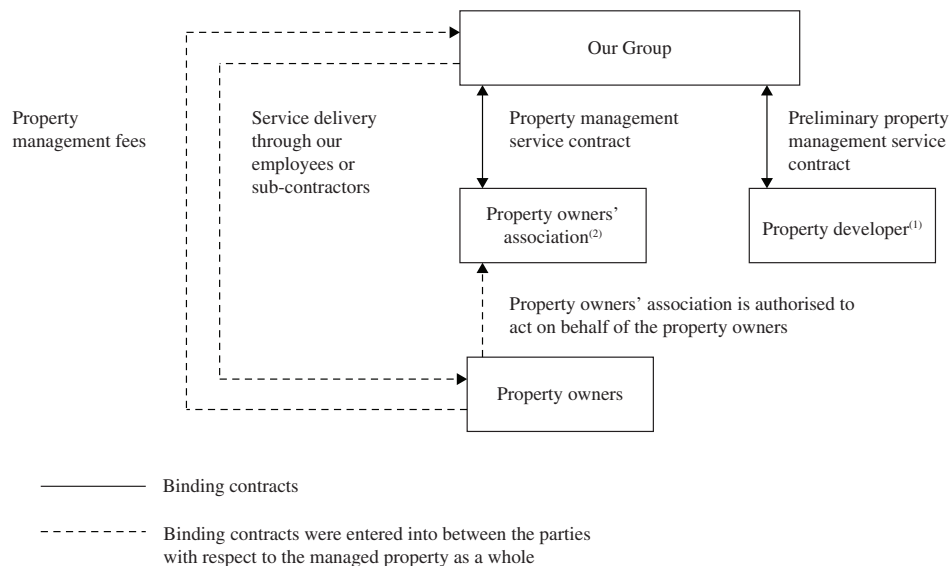 Our Group
Property
management fees
Service delivery
through our
employees or
sub-contractors
Property management
service contract
Preliminary property
management service
contract
Property owners’
association(2)
Property developer(1)
Property owners’ association is authorised to
act on behalf of the property owners
Property owners
Binding contracts
Binding contracts were entered into between the parties
with respect to the managed property as a whole